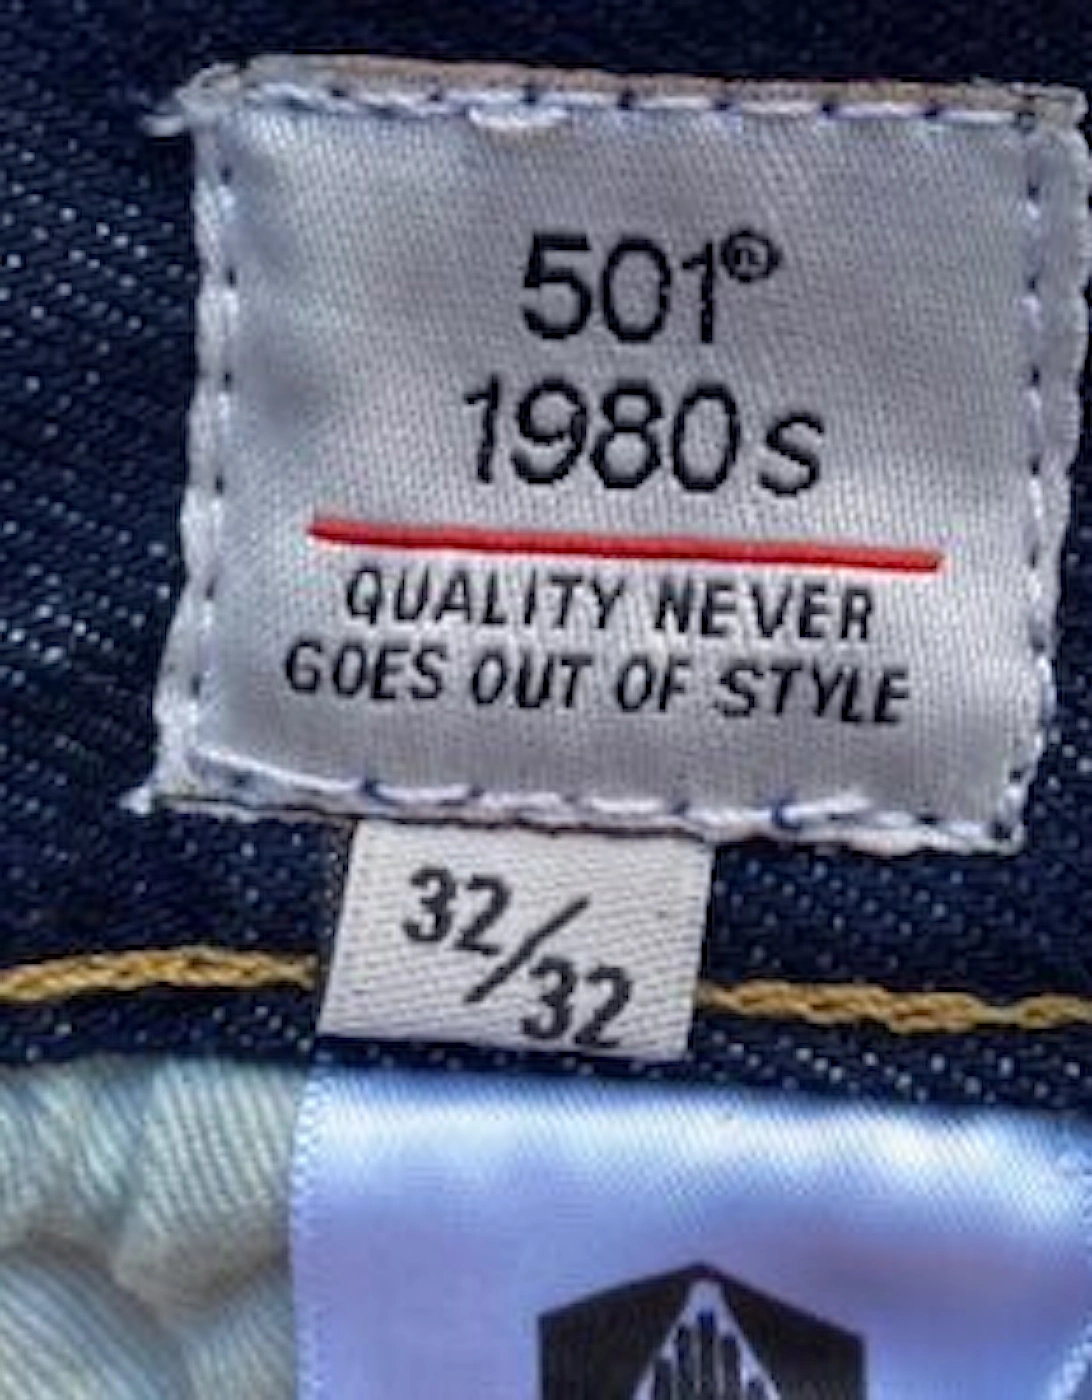 501®
1980s
QUALITY NEVER
GOES OUT OF STYLE
32/32